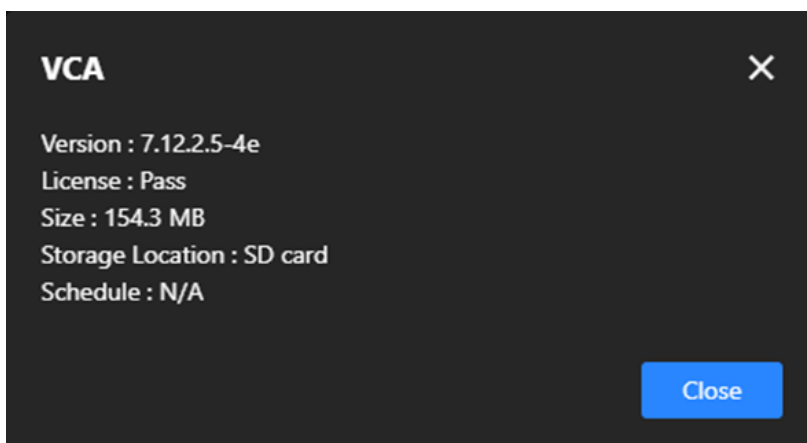 VCA
Version : 7.12.2.5-4e
License : Pass
Size : 154.3 MB
Storage Location : SD card
Schedule : N/A
Close